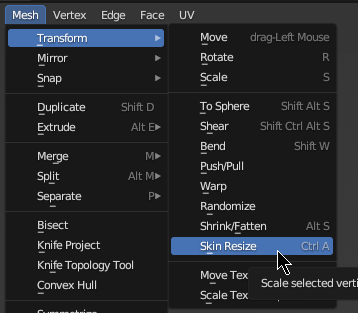 Mesh Vertex Edge Face UV
Transform
Mirror
Snap
Duplicate Shift D
Extrude Alt E
Merge M
Split Alt M
Separate P
Bisect
Knife Project
Knife Topology Tool
Convex Hull
Symmetrize
Move drag-Left Mouse
Rotate R
Scale S
To Sphere Shift Alt S
Shear Shift Ctrl Alt S
Bend Shift W
Push/Pull
Warp
Randomize
Shrink/Fatten Alt S
Skin Resize Ctrl A
Move Tex
Scale Tex
Scale selected verti